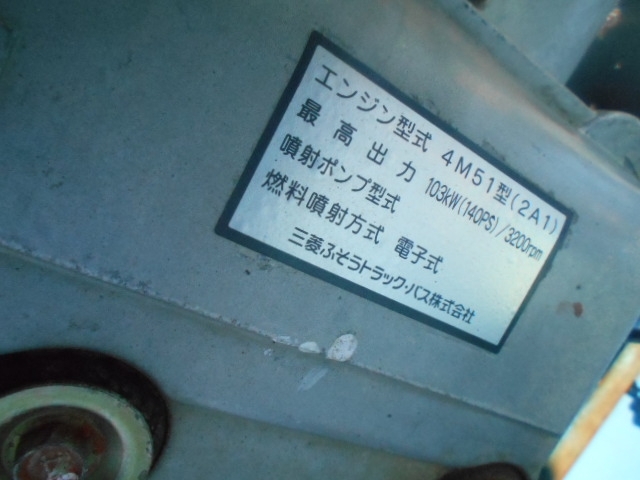 エンジン型式 4M51型(2A1)
最高出力 103kW(140PS)/3200rpm
噴射ポンプ型式
燃料噴射方式 電子式
三菱ふそうトラック・バス株式会社